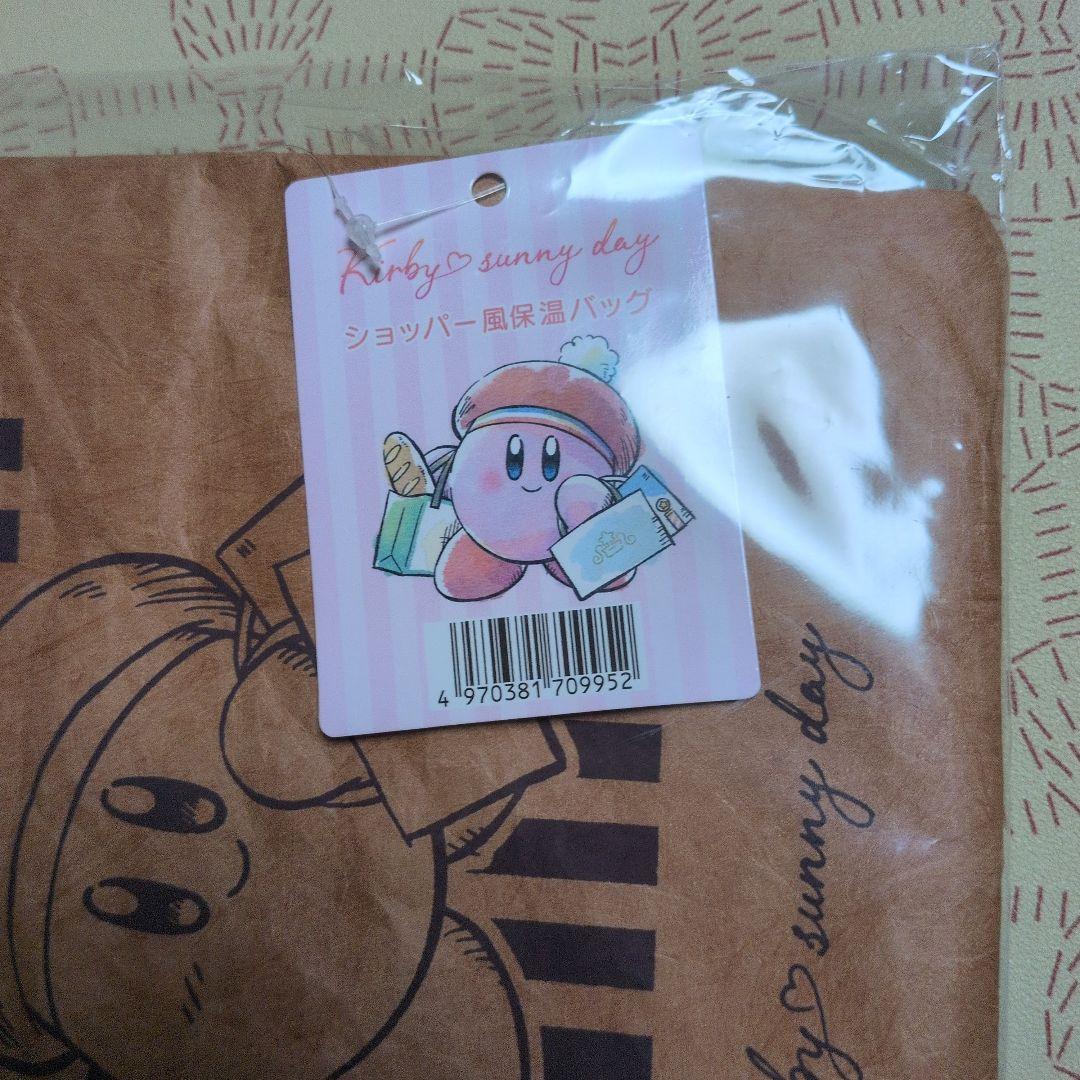 Kirby♡sunny day
ショッパー風保温バッグ
4 970381 709952
by♡sunny day